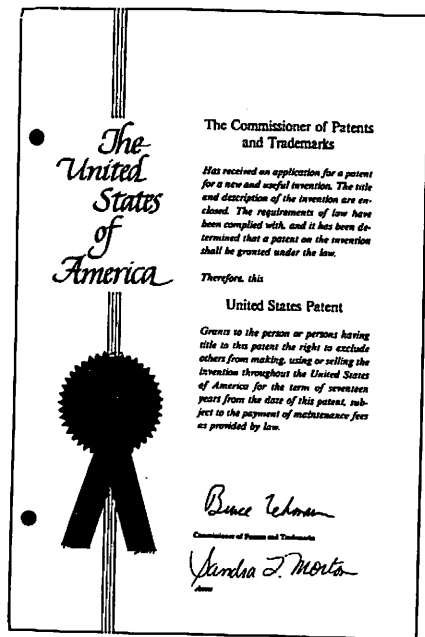 The
United
States
of
America
The Commissioner of Patents
and Trademarks
Has received an application for a patent
for a new and useful invention. The title
and description of the invention are en-
closed. The requirements of law have
been complied with, and it has been de-
termined that a patent on the invention
shall be granted under the law.
Therefore, this
United States Patent
Grants to the person or persons having
title to this patent the right to exclude
others from making, using or selling the
invention throughout the United States
of America for the term of seventeen
years from the date of this patent, sub-
ject to the payment of maintenance fees
as provided by law.
Bruce Lehman
Commissioner of Patents and Trademarks
Sandra L. Morton
Attest